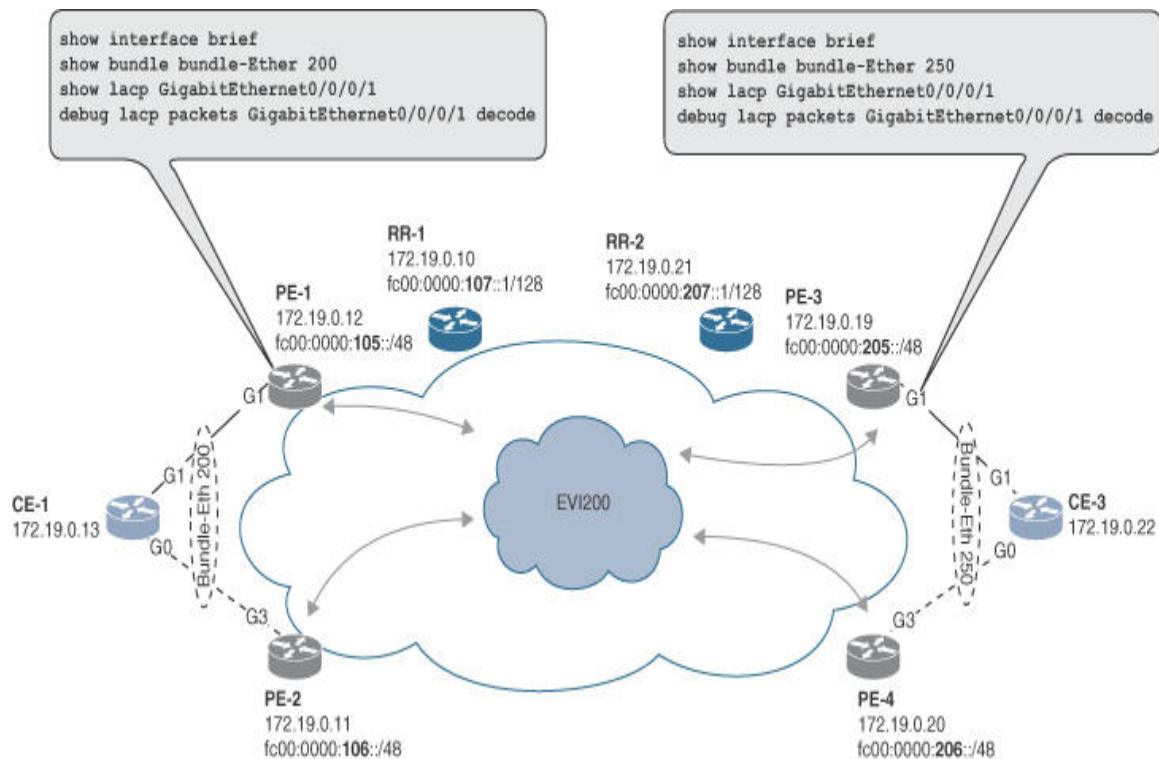 show interface brief
show bundle bundle-Ether 200
show lacp GigabitEthernet0/0/0/1
debug lacp packets GigabitEthernet0/0/0/1 decode
show interface brief
show bundle bundle-Ether 250
show lacp GigabitEthernet0/0/0/1
debug lacp packets GigabitEthernet0/0/0/1 decode
RR-1
172.19.0.10
fc00:0000:107::1/128
RR-2
172.19.0.21
fc00:0000:207::1/128
PE-1
172.19.0.12
fc00:0000:105::/48
PE-3
172.19.0.19
fc00:0000:205::/48
G1
G1
G1
G1
Bundle-Eth 200
Bundle-Eth 250
CE-1
172.19.0.13
EVI200
CE-3
172.19.0.22
G0
G0
G3
G3
PE-2
172.19.0.11
fc00:0000:106::/48
PE-4
172.19.0.20
fc00:0000:206::/48